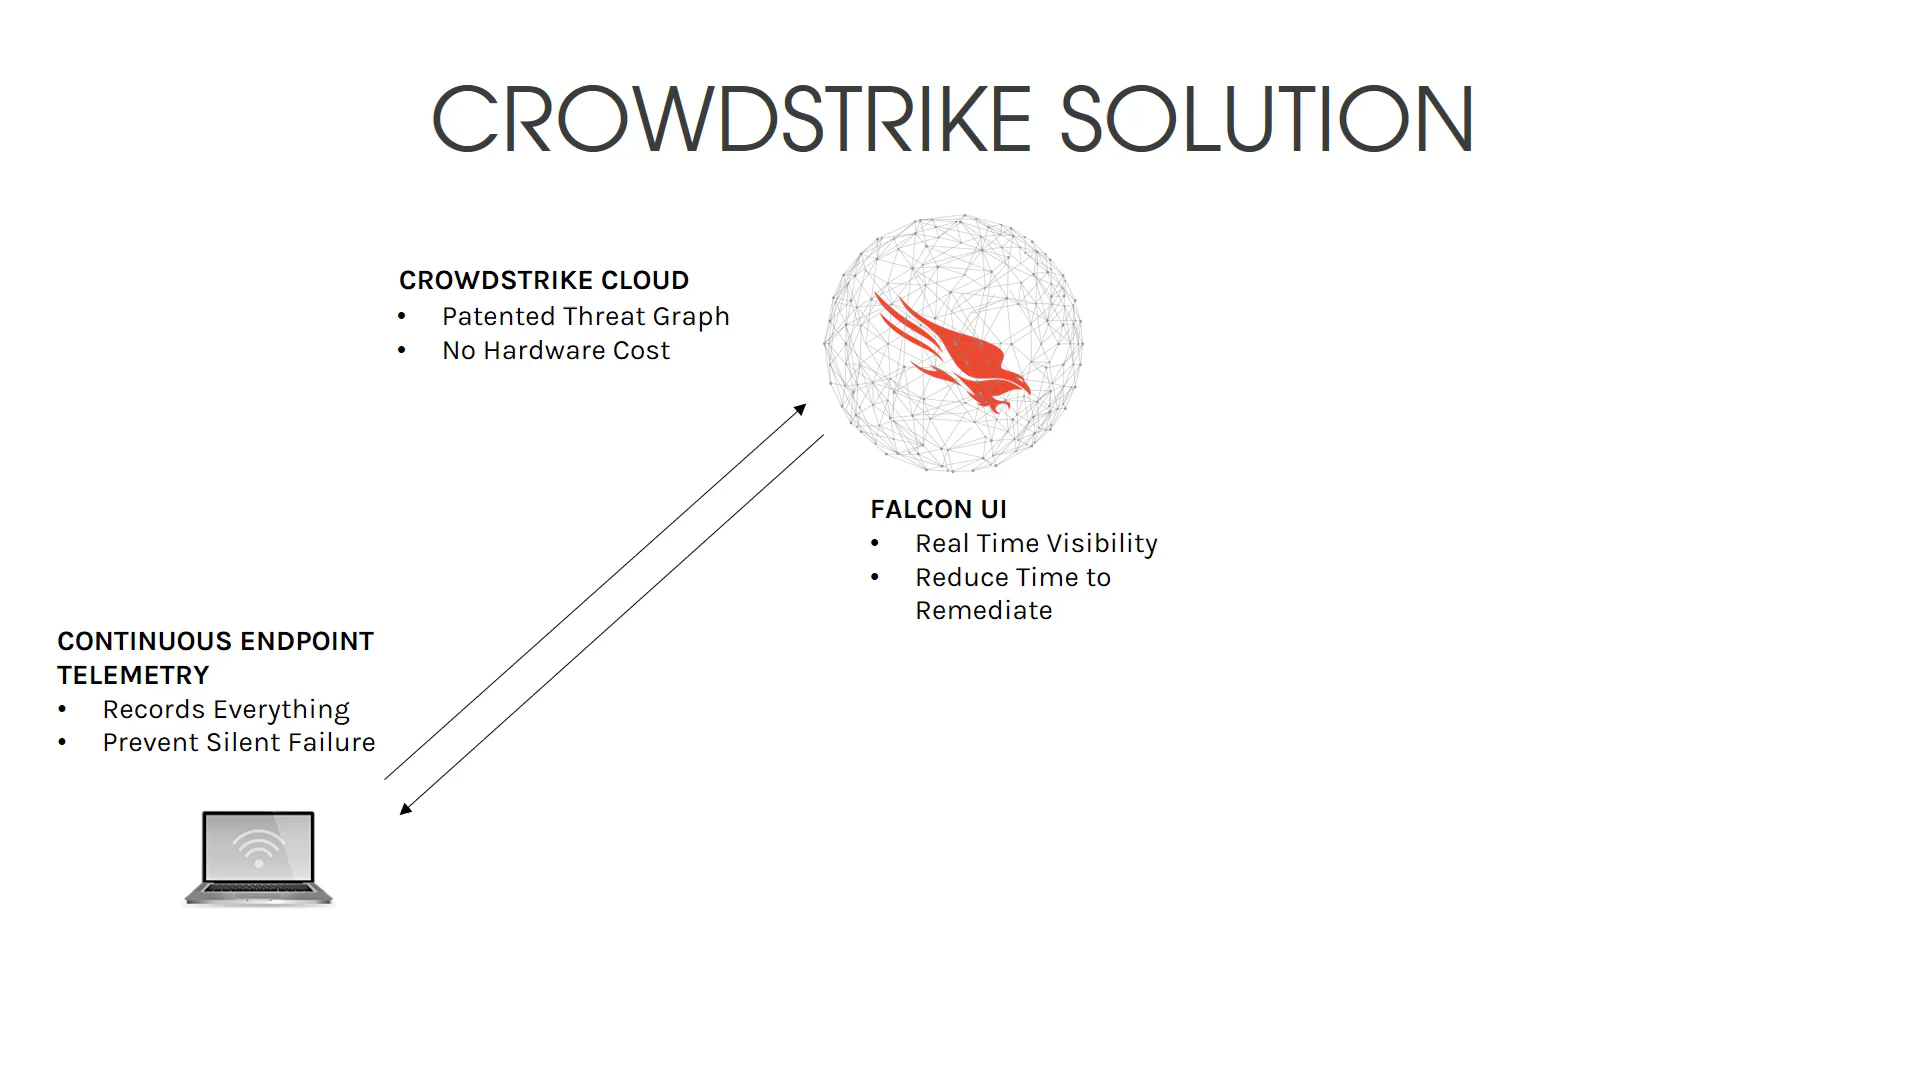 CROWDSTRIKE SOLUTION
CROWDSTRIKE CLOUD
• Patented Threat Graph
• No Hardware Cost
FALCON UI
• Real Time Visibility
• Reduce Time to
Remediate
CONTINUOUS ENDPOINT
TELEMETRY
• Records Everything
• Prevent Silent Failure